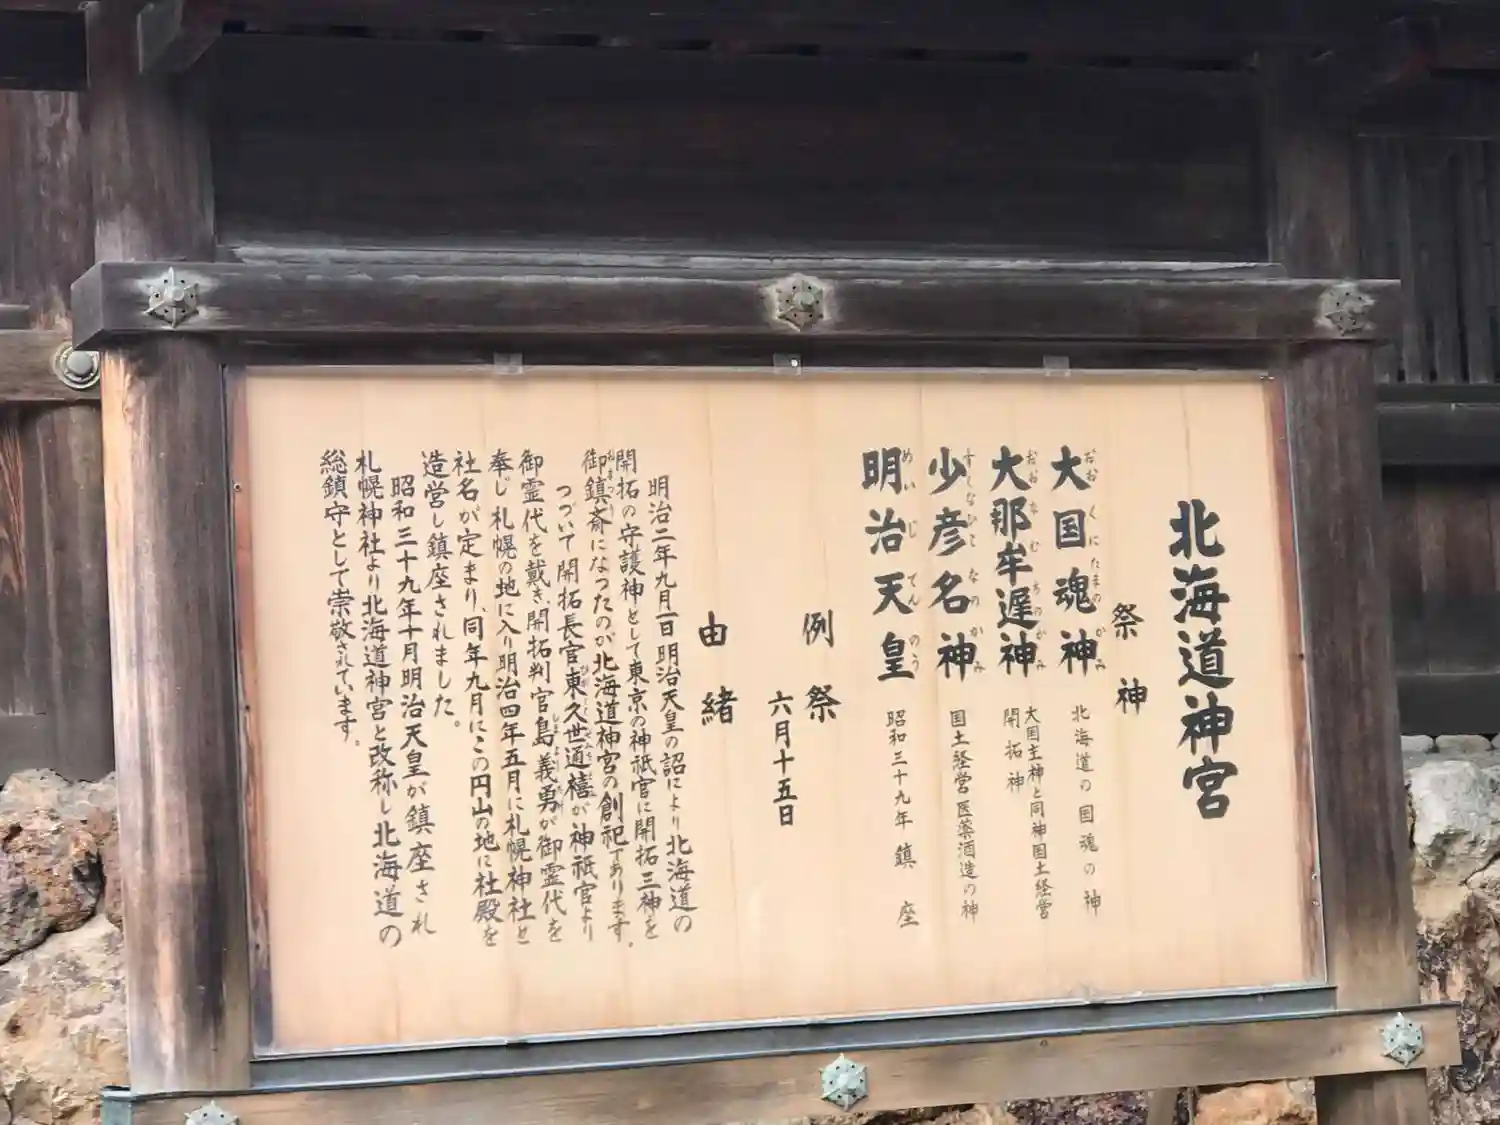 北海道神宮
祭神
大国魂神 北海道の国魂の神
大那牟遅神 大国主神と同神国土経営
開拓神
少彦名神 国土経営医薬酒造の神
明治天皇 昭和三十九年鎮座
例祭
六月十五日
由緒
明治二年九月一日明治天皇の詔により北海道の
開拓の守護神として東京の神祇官に開拓三神を
御鎮斎になつたのが北海道神宮の創祀であります。
つづいて開拓長官東久世通禧が神祇官より
御霊代を戴き、開拓判官島義勇が御霊代を
奉じ札幌の地に入り明治四年五月に札幌神社と
社名が定まり、同年九月にこの円山の地に社殿を
造営し鎮座されました。
昭和三十九年十月明治天皇が鎮座され
札幌神社より北海道神宮と改称し北海道の
総鎮守として崇敬されています。